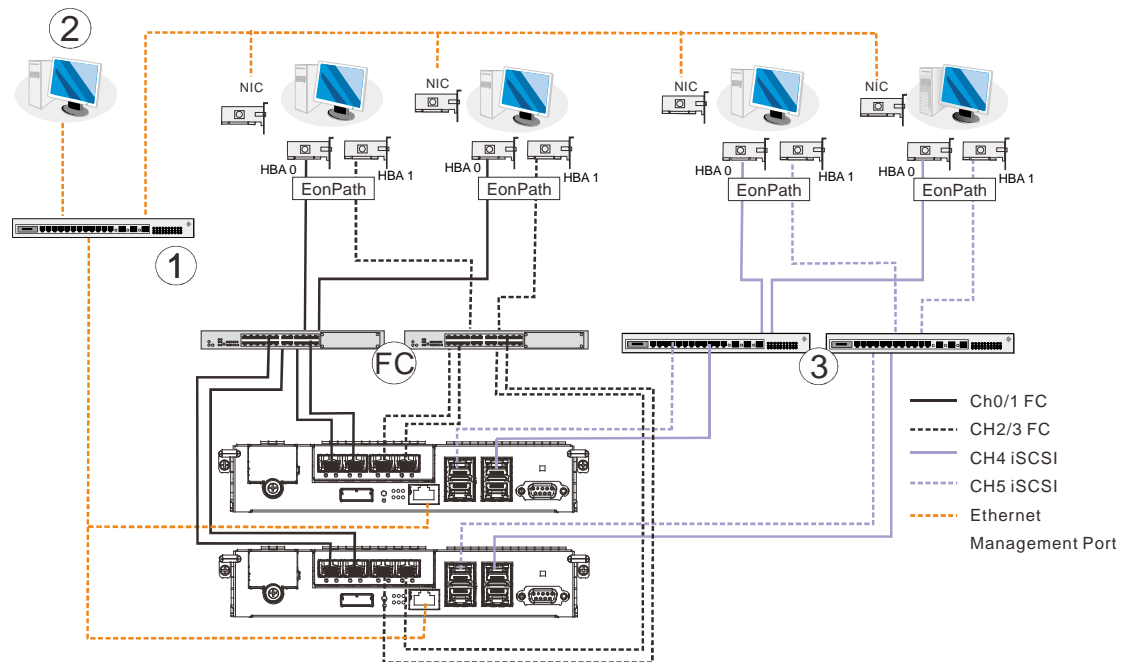 2
NIC
NIC
NIC
NIC
HBA 0
HBA 1
HBA 0
HBA 1
HBA 0
HBA 1
HBA 0
HBA 1
EonPath
EonPath
EonPath
EonPath
1
FC
3
Ch0/1 FC
CH2/3 FC
CH4 iSCSI
CH5 iSCSI
Ethernet
Management Port